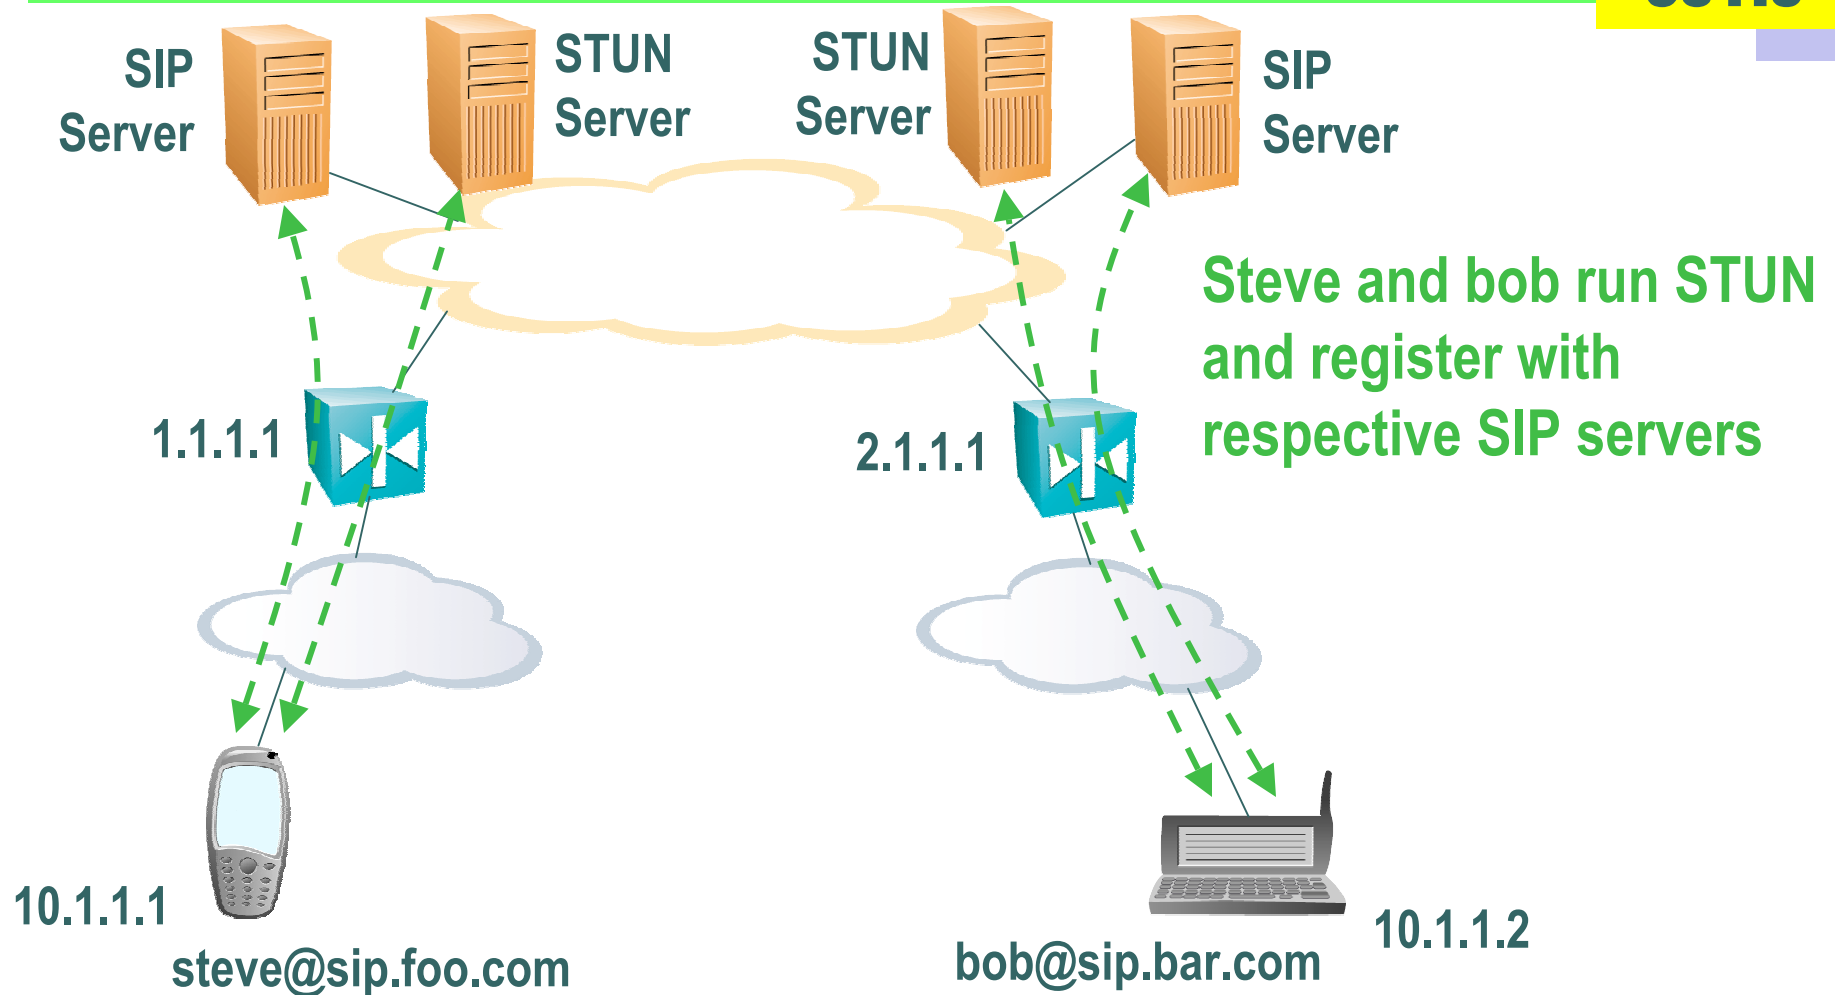 SIP
Server
STUN
Server
STUN
Server
SIP
Server
Steve and bob run STUN
and register with
respective SIP servers
1.1.1.1
2.1.1.1
10.1.1.1
steve@sip.foo.com
bob@sip.bar.com
10.1.1.2